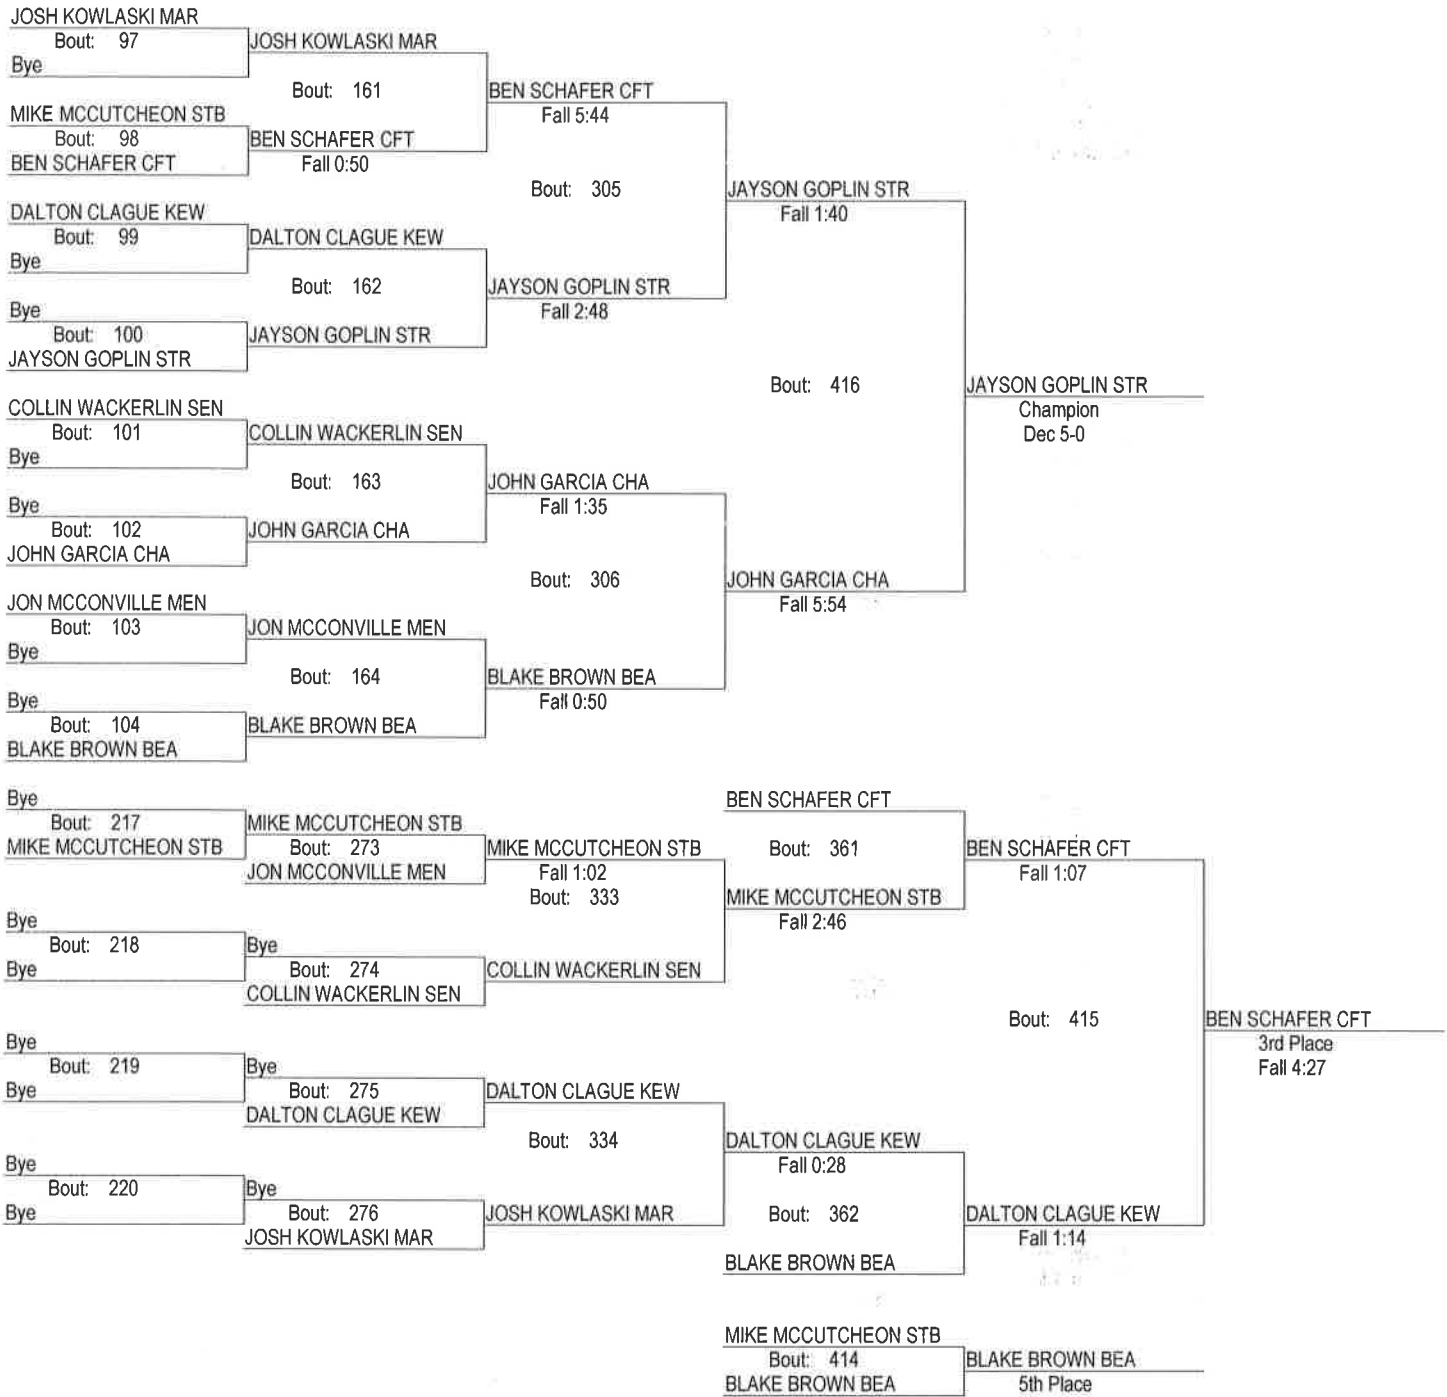 JOSH KOWLASKI MAR
Bout: 97
Bye
JOSH KOWLASKI MAR
Bout: 161
MIKE MCCUTCHEON STB
Bout: 98
BEN SCHAFER CFT
BEN SCHAFER CFT
Fall 0:50
BEN SCHAFER CFT
Fall 5:44
Bout: 305
DALTON CLAGUE KEW
Bout: 99
Bye
DALTON CLAGUE KEW
Bout: 162
Bye
Bout: 100
JAYSON GOPLIN STR
JAYSON GOPLIN STR
JAYSON GOPLIN STR
Fall 2:48
JAYSON GOPLIN STR
Fall 1:40
Bout: 416
JAYSON GOPLIN STR
Champion
Dec 5-0
COLLIN WACKERLIN SEN
Bout: 101
Bye
COLLIN WACKERLIN SEN
Bout: 163
Bye
Bout: 102
JOHN GARCIA CHA
JOHN GARCIA CHA
JOHN GARCIA CHA
Fall 1:35
Bout: 306
JON MCCONVILLE MEN
Bout: 103
Bye
JON MCCONVILLE MEN
Bout: 164
Bye
Bout: 104
BLAKE BROWN BEA
BLAKE BROWN BEA
BLAKE BROWN BEA
Fall 0:50
JOHN GARCIA CHA
Fall 5:54
Bye
Bout: 217
MIKE MCCUTCHEON STB
MIKE MCCUTCHEON STB
Bout: 273
JON MCCONVILLE MEN
MIKE MCCUTCHEON STB
Fall 1:02
Bout: 333
Bye
Bout: 218
Bye
Bye
Bout: 274
COLLIN WACKERLIN SEN
COLLIN WACKERLIN SEN
BEN SCHAFER CFT
Bout: 361
MIKE MCCUTCHEON STB
Fall 2:46
BEN SCHAFER CFT
Fall 1:07
Bout: 415
BEN SCHAFER CFT
3rd Place
Fall 4:27
Bye
Bout: 219
Bye
Bye
Bout: 275
DALTON CLAGUE KEW
DALTON CLAGUE KEW
Bout: 334
Bye
Bout: 220
Bye
Bye
Bout: 276
JOSH KOWLASKI MAR
JOSH KOWLASKI MAR
DALTON CLAGUE KEW
Fall 0:28
Bout: 362
BLAKE BROWN BEA
DALTON CLAGUE KEW
Fall 1:14
MIKE MCCUTCHEON STB
Bout: 414
BLAKE BROWN BEA
BLAKE BROWN BEA
5th Place